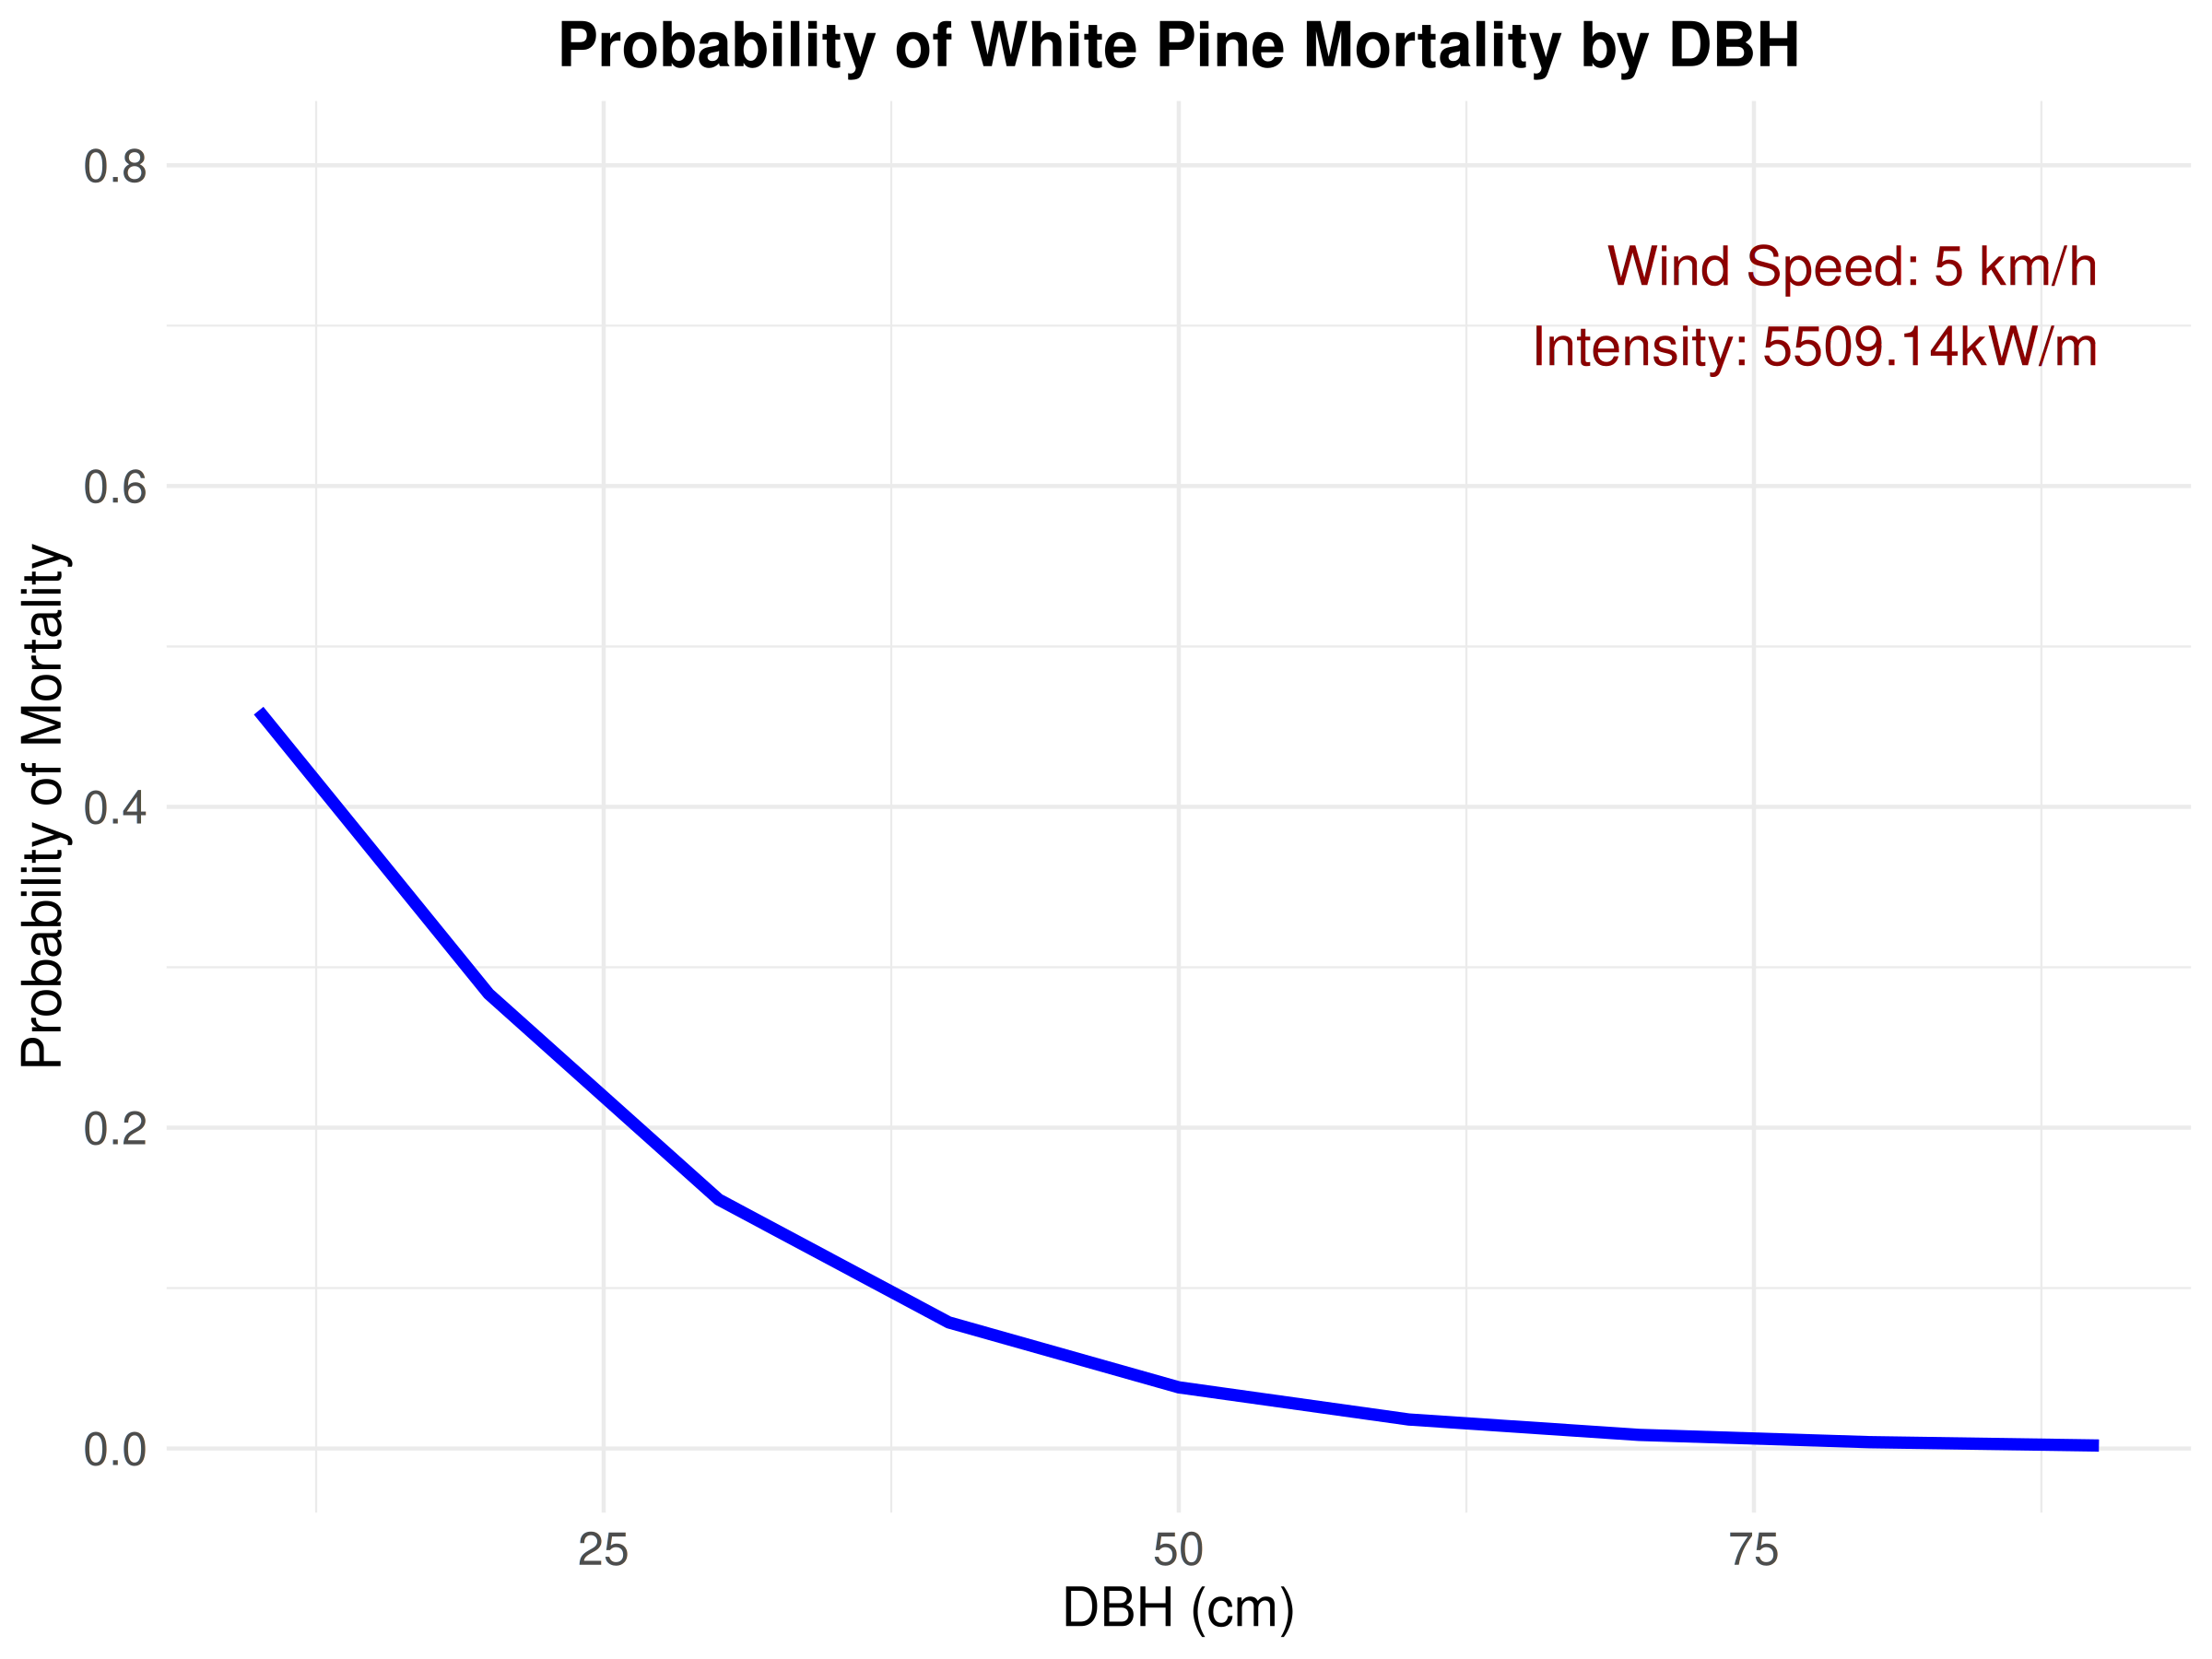 Probability of White Pine Mortality by DBH
0.8
Wind Speed: 5 km/h
Intensity: 5509.14kW/m
0.6
0.4
0.2
0.0
Probability of Mortality
25 50 75
DBH (cm)